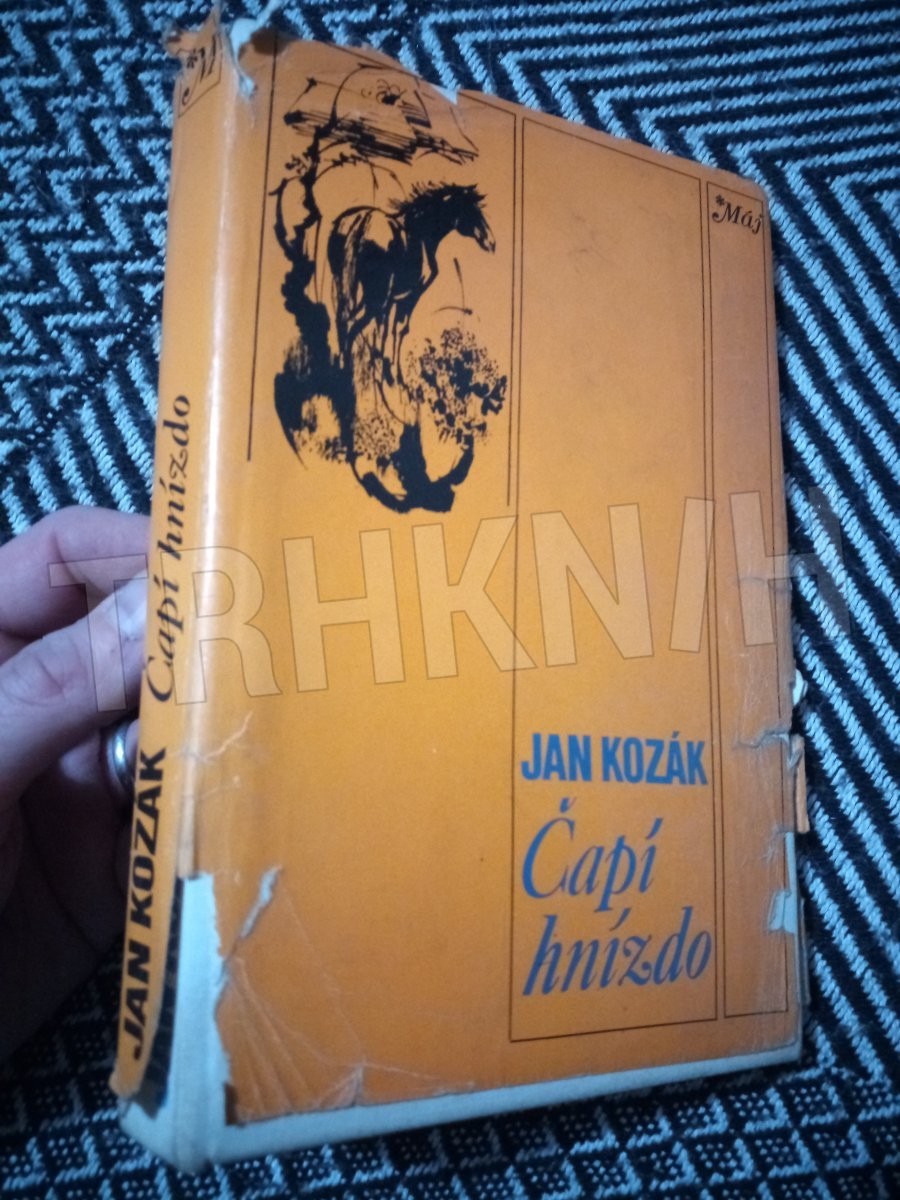 *M
JAN KOZÁK Čapí hnízdo
*Máj
TRHKNIH
JAN KOZÁK
Čapí
hnízdo